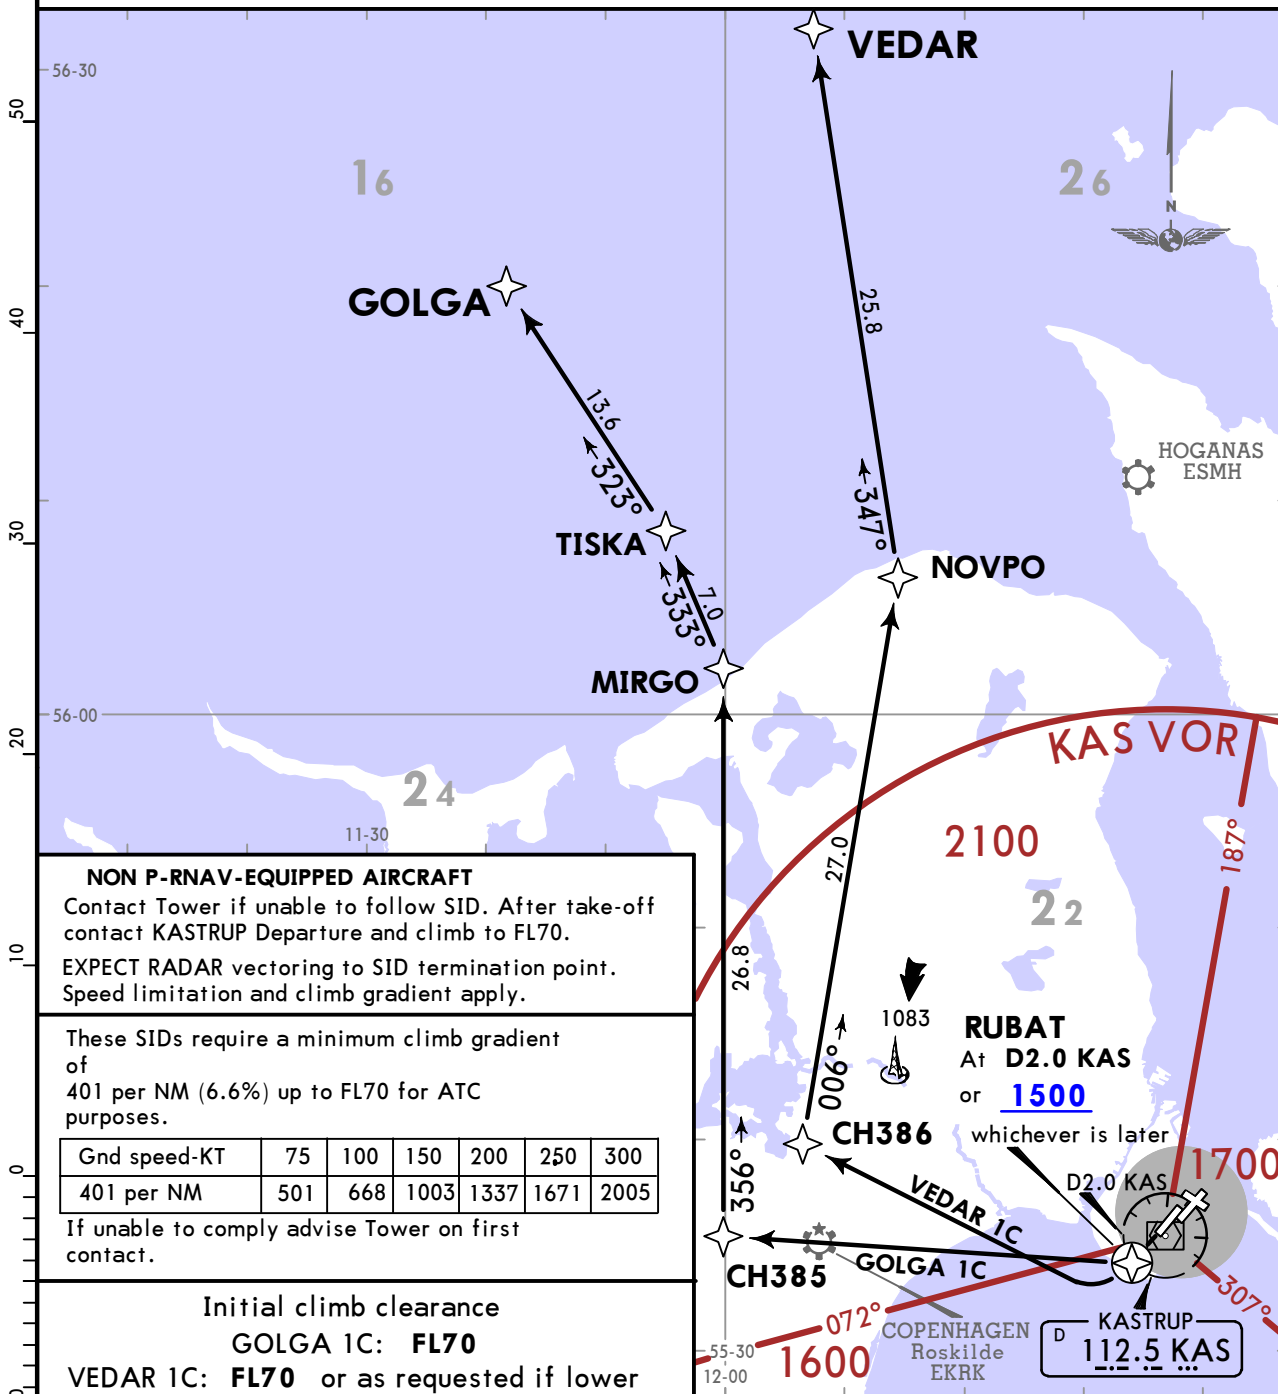 VEDAR
56-30
50
16
26
N
GOLGA
25.8
40
13.6
HOGANAS
ESMH
323°
347°
30
TISKA
NOVPO
7.0
333°
MIRGO
56-00
20
KAS VOR
24
11-30
187°
2100
27.0
22
NON P-RNAV-EQUIPPED AIRCRAFT
Contact Tower if unable to follow SID. After take-off
contact KASTRUP Departure and climb to FL70.
EXPECT RADAR vectoring to SID termination point.
Speed limitation and climb gradient apply.
10
26.8
1083
RUBAT
At D2.0 KAS
or 1500
whichever is later
These SIDs require a minimum climb gradient
of
401 per NM (6.6%) up to FL70 for ATC
purposes.
006°
CH386
Gnd speed-KT 75 100 150 200 250 300
401 per NM 501 668 1003 1337 1671 2005
If unable to comply advise Tower on first
contact.
0
356°
D2.0 KAS
1700
VEDAR 1C
GOLGA 1C
CH385
307°
072°
Initial climb clearance
GOLGA 1C: FL70
VEDAR 1C: FL70 or as requested if lower
COPENHAGEN
Roskilde
EKRK
KASTRUP
D 112.5 KAS
55-30
12-00
1600